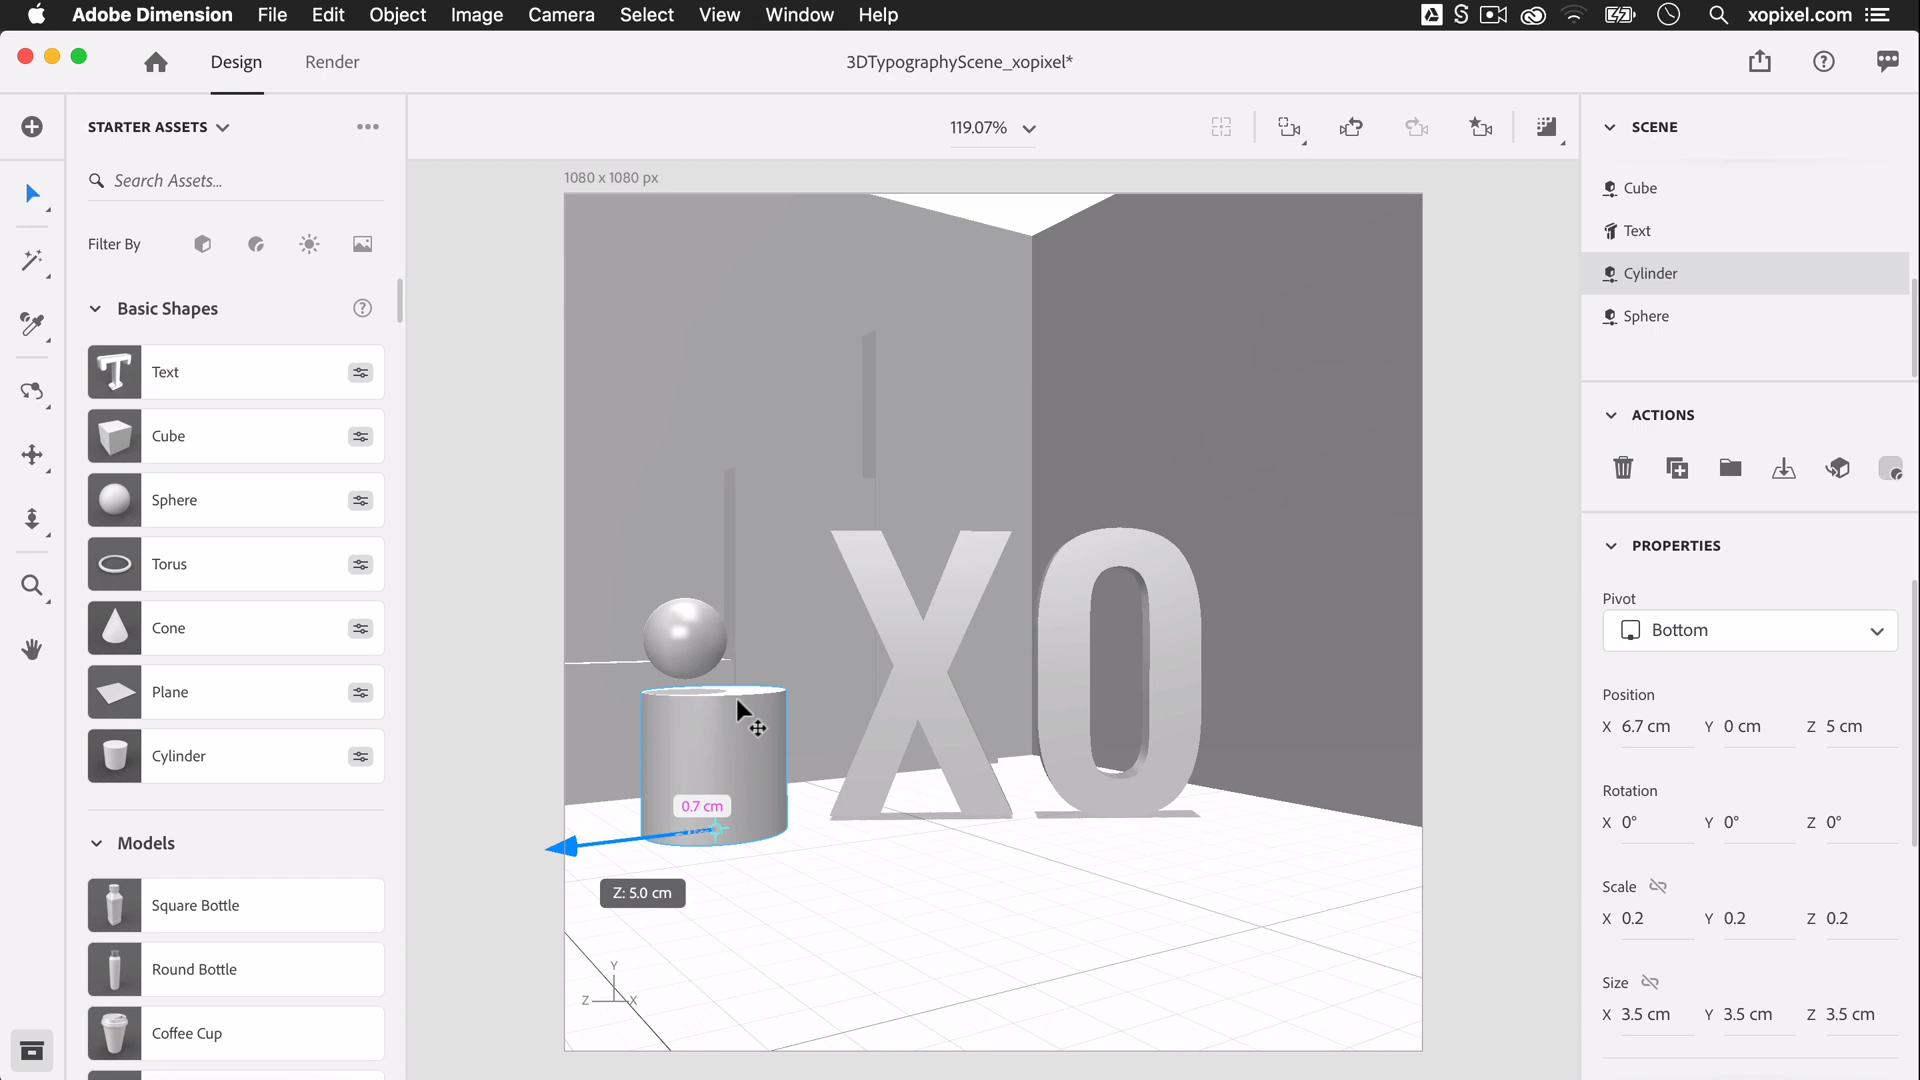 Adobe Dimension File Edit Object Image Camera Select View Window Help xopixel.com
Design Render 3DTypographyScene_xopixel*
STARTER ASSETS
Search Assets...
Filter By
Basic Shapes
Text
Cube
Sphere
Torus
Cone
Plane
Cylinder
Models
Square Bottle
Round Bottle
Coffee Cup
119.07%
1080 x 1080 px
XO
0.7 cm
Z: 5.0 cm
Y
Z X
SCENE
Cube
Text
Cylinder
Sphere
ACTIONS
PROPERTIES
Pivot
Bottom
Position
X 6.7 cm Y 0 cm Z 5 cm
Rotation
X 0° Y 0° Z 0°
Scale
X 0.2 Y 0.2 Z 0.2
Size
X 3.5 cm Y 3.5 cm Z 3.5 cm